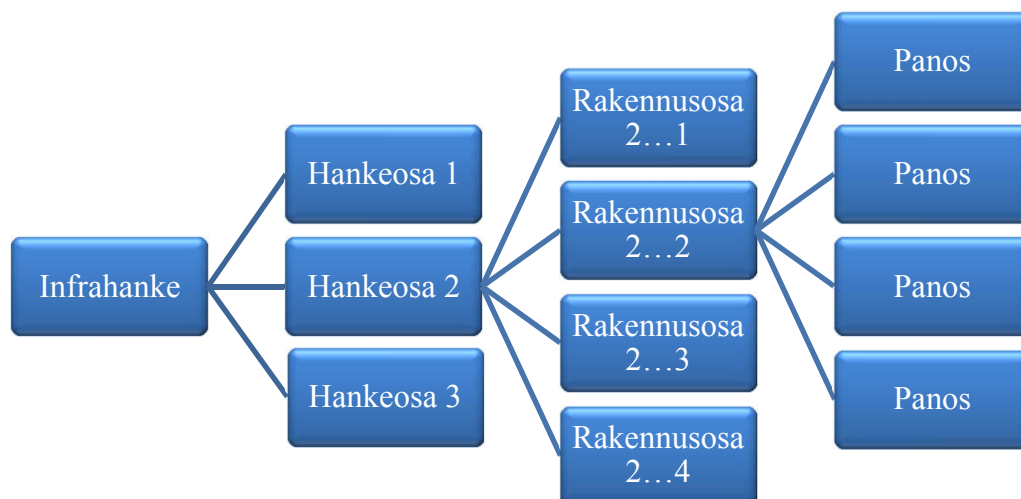 Infrahanke
Hankeosa 1
Hankeosa 2
Hankeosa 3
Rakennusosa
2…1
Rakennusosa
2…2
Rakennusosa
2…3
Rakennusosa
2…4
Panos
Panos
Panos
Panos